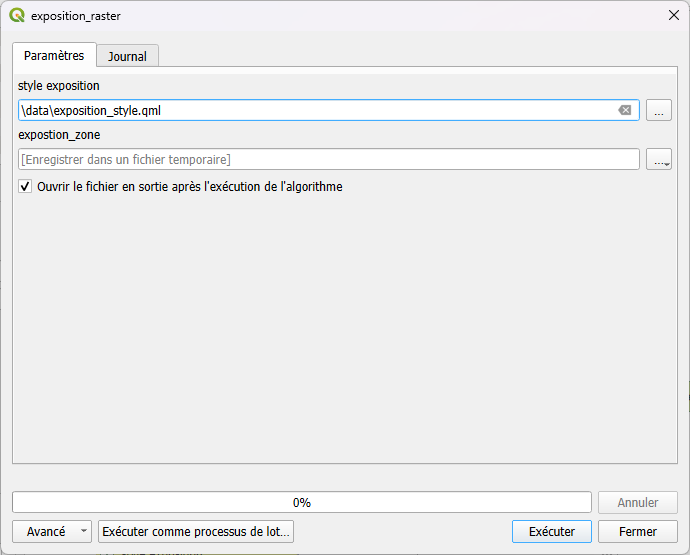 exposition_raster
Paramètres Journal
style exposition
\data\exposition_style.qml ...
expostion_zone
[Enregistrer dans un fichier temporaire] ...
Ouvrir le fichier en sortie après l'exécution de l'algorithme
0% Annuler
Avancé Exécuter comme processus de lot... Exécuter Fermer